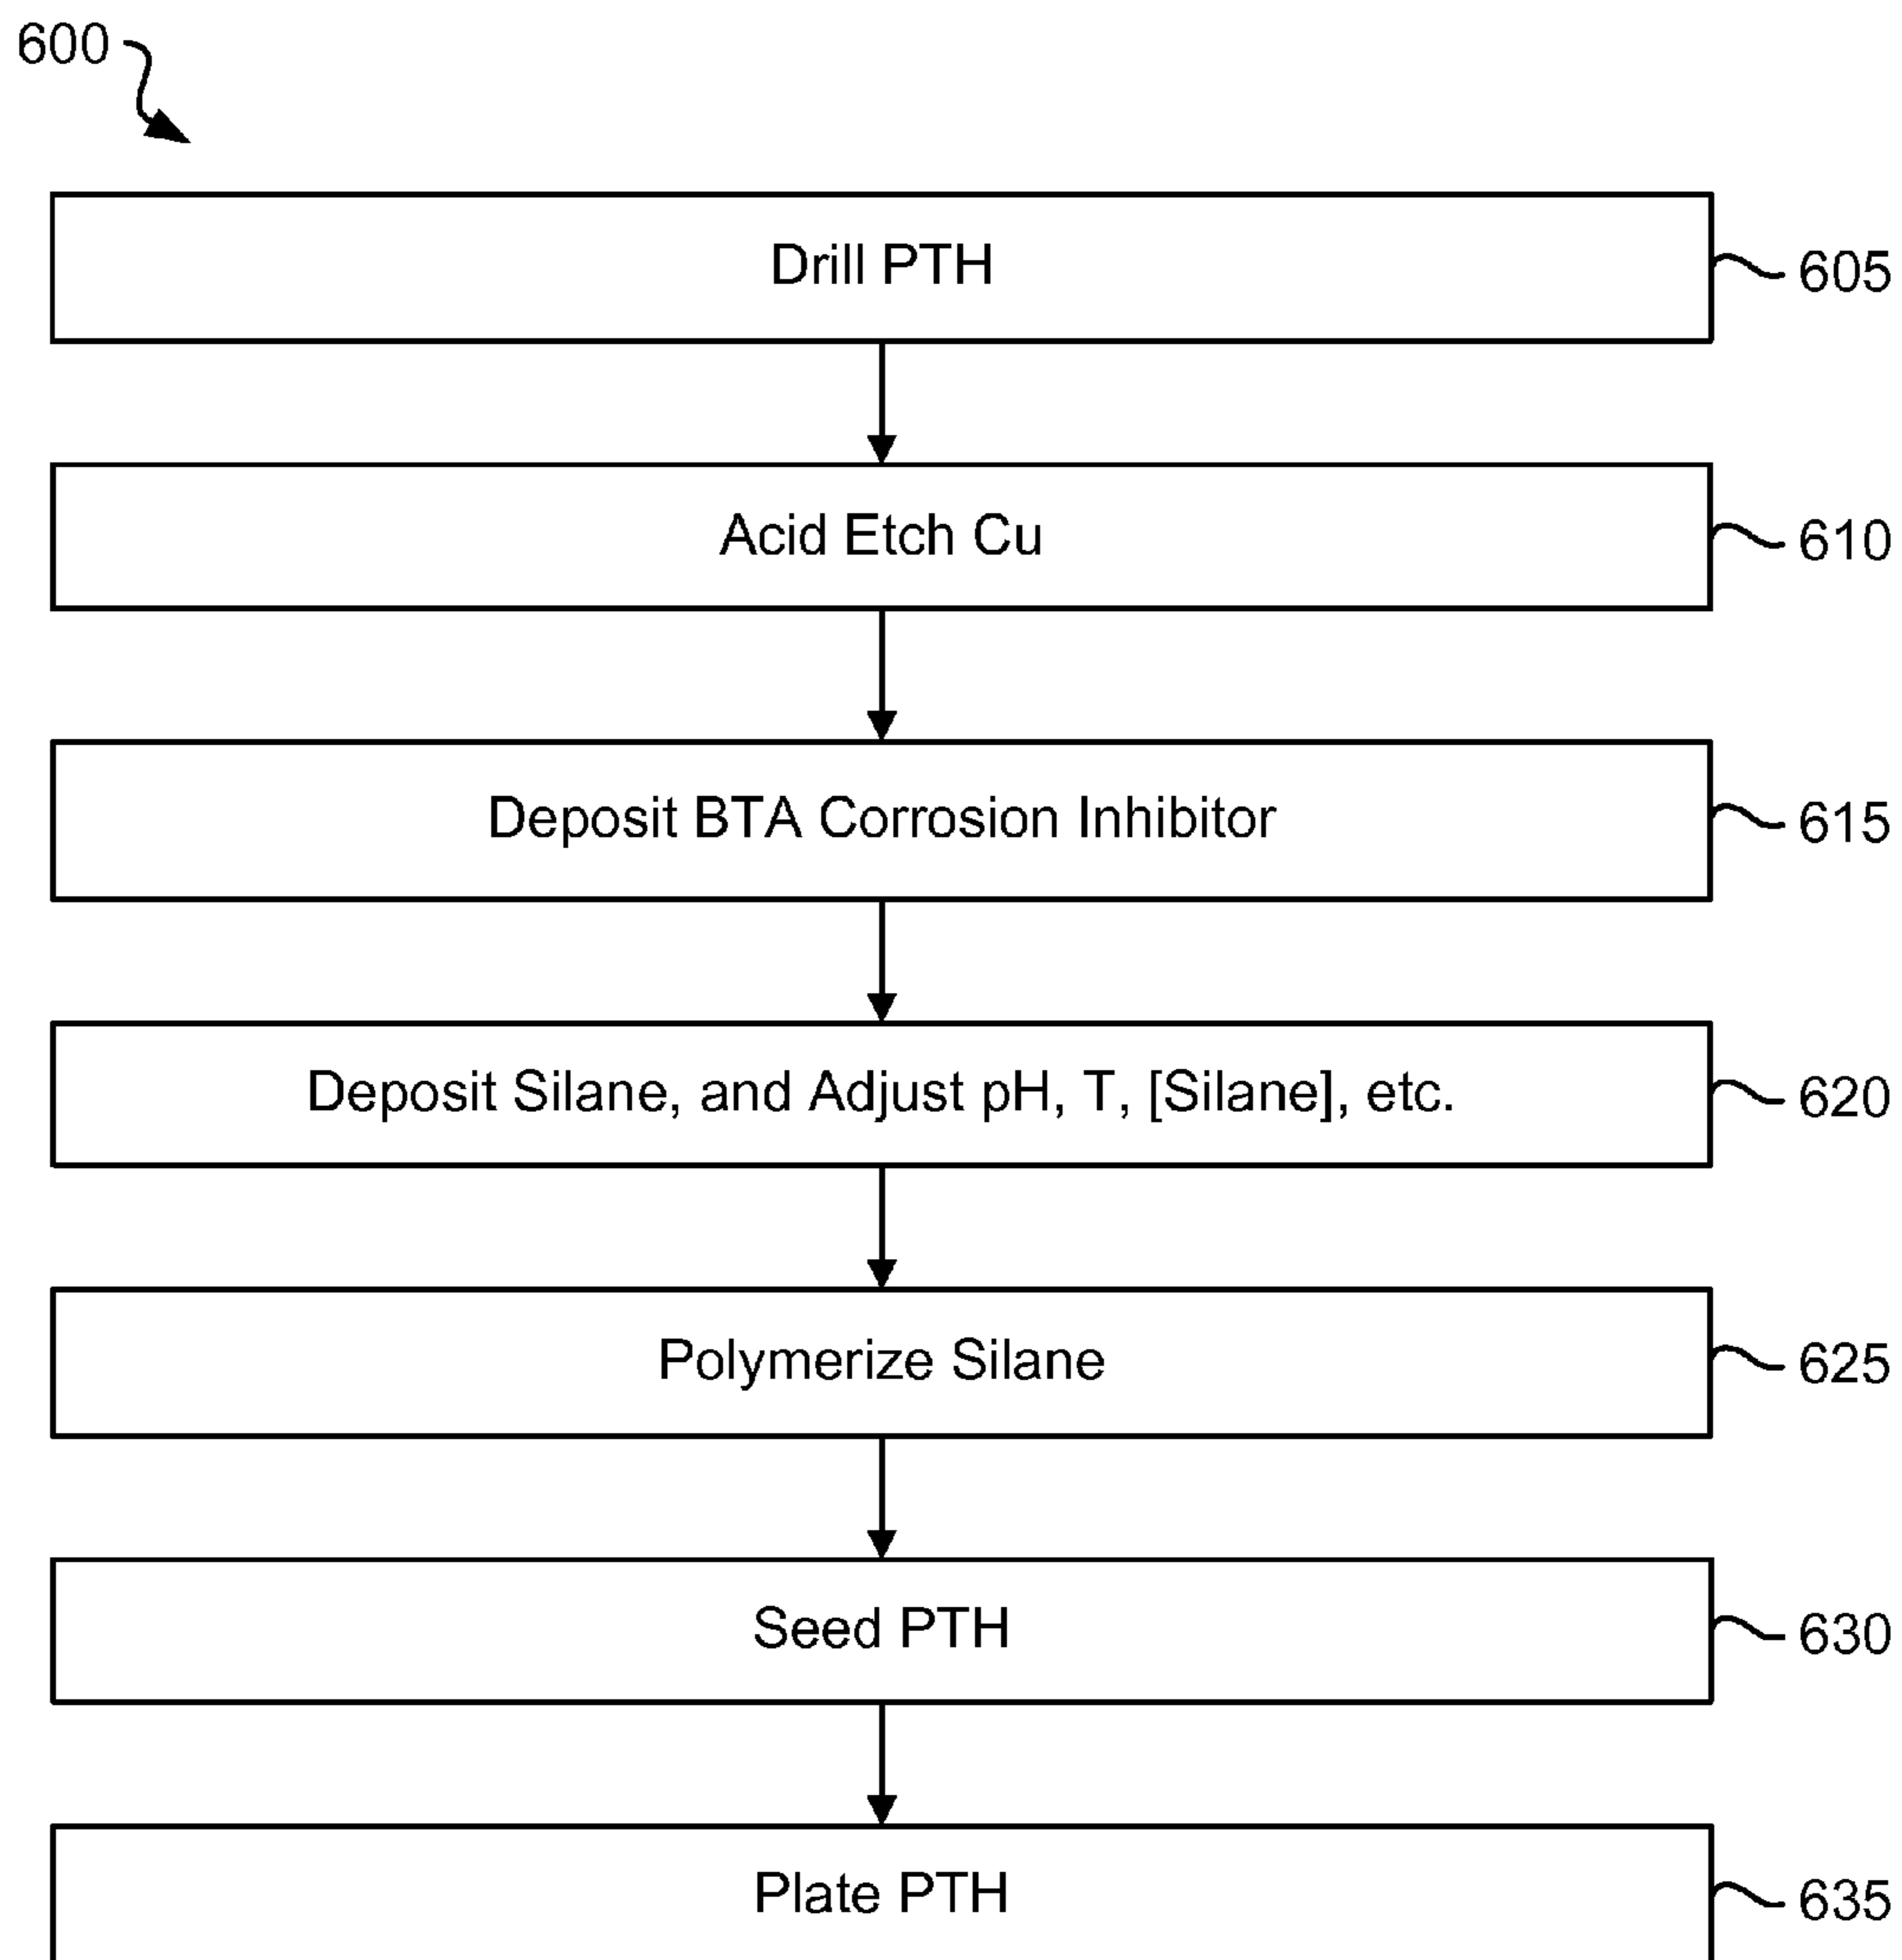 600
Drill PTH
605
Acid Etch Cu
610
Deposit BTA Corrosion Inhibitor
615
Deposit Silane, and Adjust pH, T, [Silane], etc.
620
Polymerize Silane
625
Seed PTH
630
Plate PTH
635